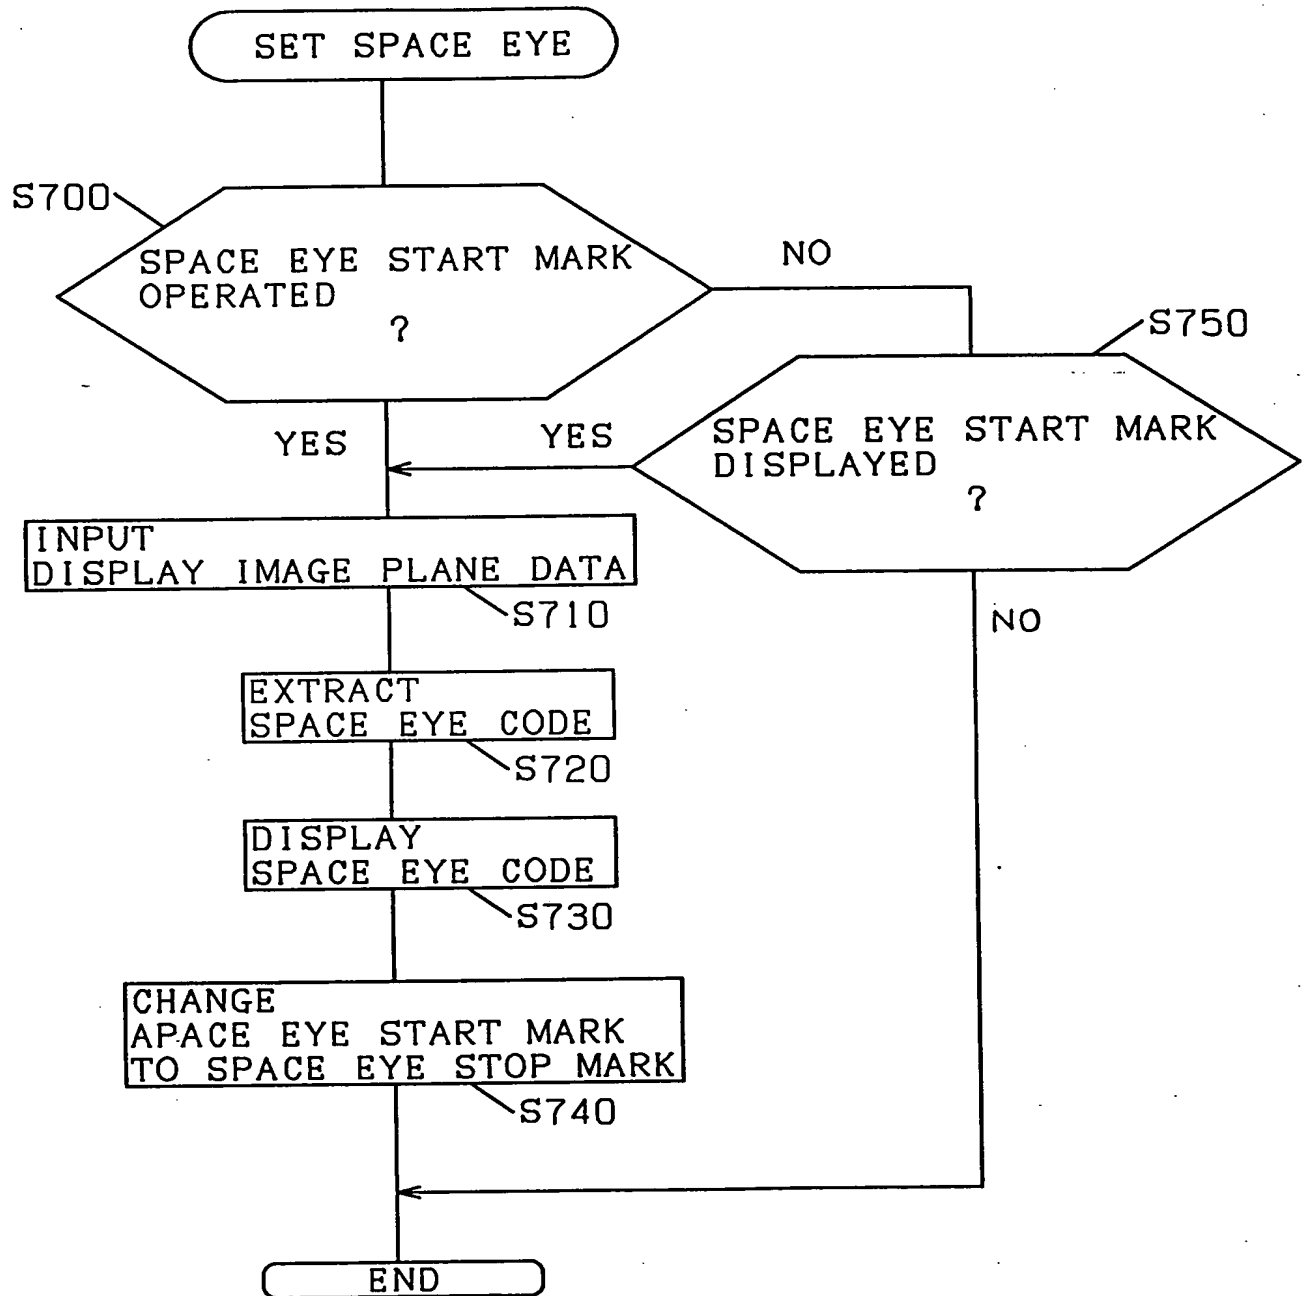 SET SPACE EYE
S700
SPACE EYE START MARK
OPERATED
?
NO
S750
YES
YES
SPACE EYE START MARK
DISPLAYED
?
INPUT
DISPLAY IMAGE PLANE DATA
S710
NO
EXTRACT
SPACE EYE CODE
S720
DISPLAY
SPACE EYE CODE
S730
CHANGE
APACE EYE START MARK
TO SPACE EYE STOP MARK
S740
END